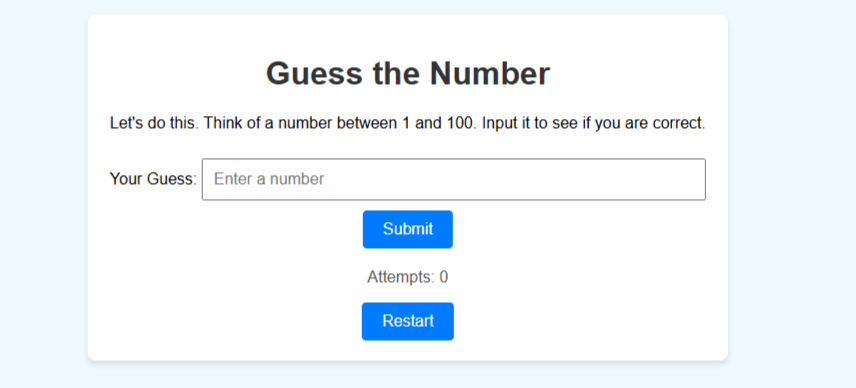 Guess the Number
Let's do this. Think of a number between 1 and 100. Input it to see if you are correct.
Your Guess: Enter a number
Submit
Attempts: 0
Restart